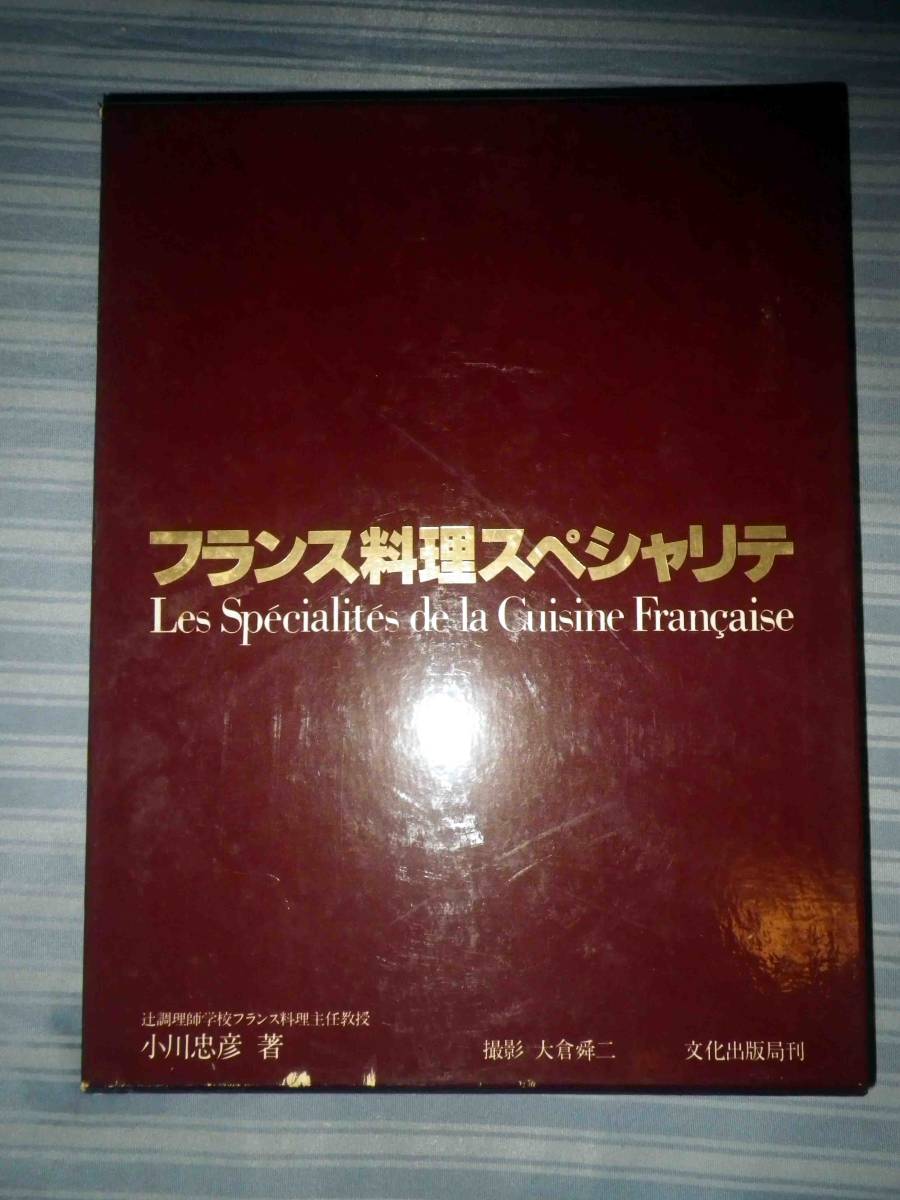 フランス料理スペシャリテ
Les Spécialités de la Cuisine Française
辻調理師学校フランス料理主任教授
小川忠彦 著
撮影 大倉舜二
文化出版局刊